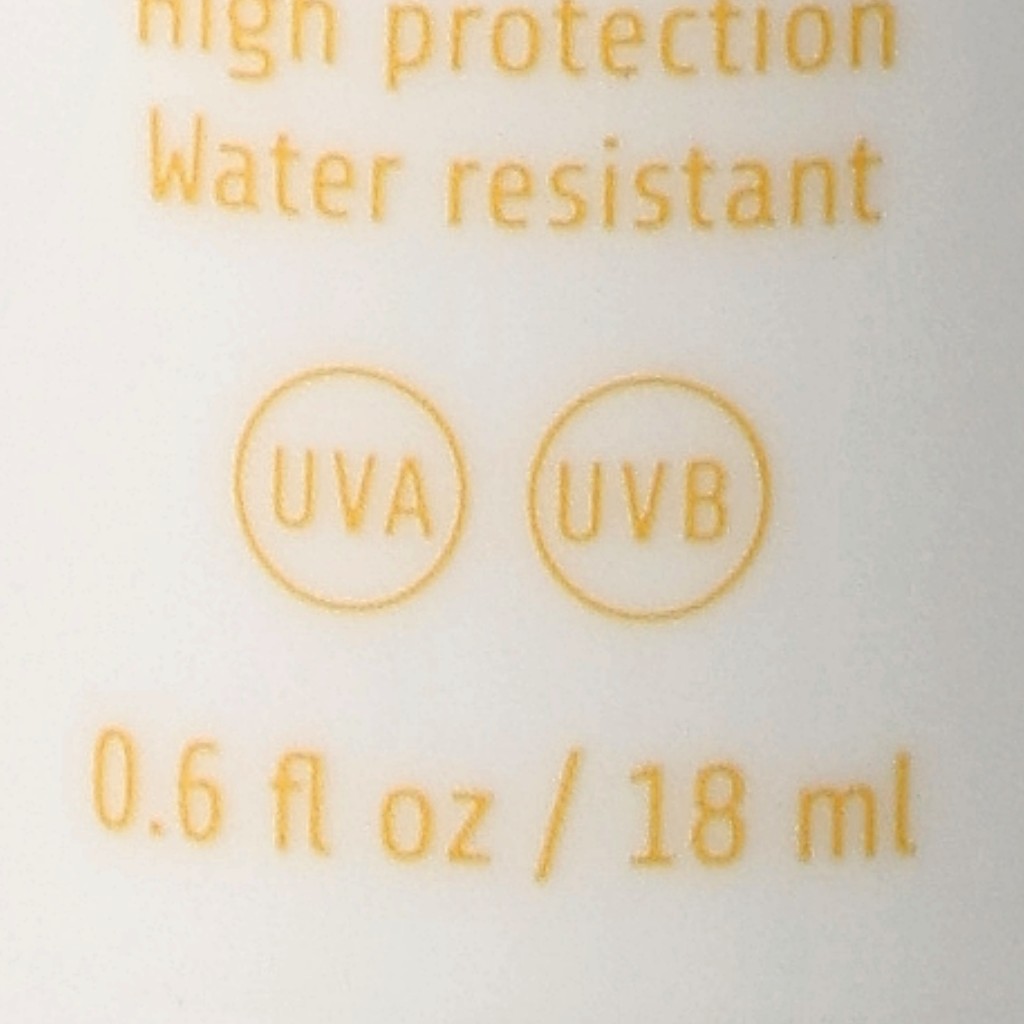 High protection
Water resistant
UVA UVB
0.6 fl oz / 18 ml